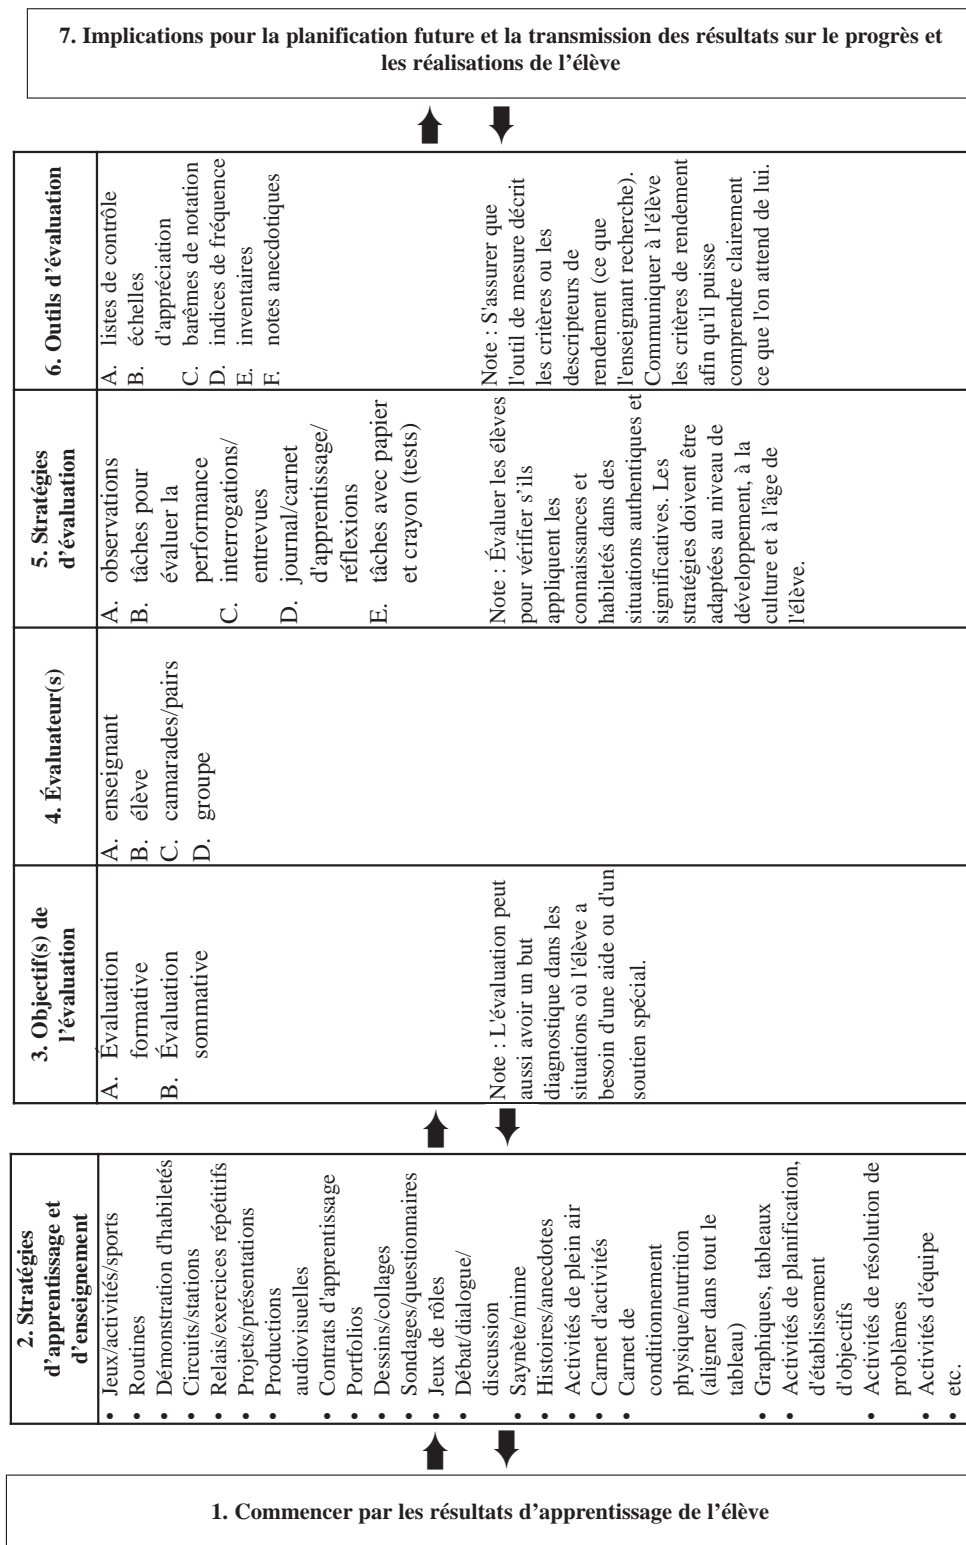 7. Implications pour la planification future et la transmission des résultats sur le progrès et
les réalisations de l’élève
6. Outils d’évaluation
A. listes de contrôle
B. échelles
d'appréciation
C. barêmes de notation
D. indices de fréquence
E. inventaires
F. notes anecdotiques
Note : S'assurer que
l'outil de mesure décrit
les critères ou les
descripteurs de
rendement (ce que
l'enseignant recherche).
Communiquer à l'élève
les critères de rendement
afin qu'il puisse
comprendre clairement
ce que l'on attend de lui.
5. Stratégies
d’évaluation
A. observations
B. tâches pour
évaluer la
performance
C. interrogations/
entrevues
D. journal/carnet
d'apprentissage/
réflexions
E. tâches avec papier
et crayon (tests)
Note : Évaluer les élèves
pour vérifier s’ils
appliquent les
connaissances et
habiletés dans des
situations authentiques et
significatives. Les
stratégies doivent être
adaptées au niveau de
développement, à la
culture et à l'âge de
l'élève.
4. Évaluateur(s)
A. enseignant
B. élève
C. camarades/pairs
D. groupe
3. Objectif(s) de
l’évaluation
A. Évaluation
formative
B. Évaluation
sommative
Note : L'évaluation peut
aussi avoir un but
diagnostique dans les
situations où l'élève a
besoin d'une aide ou d'un
soutien spécial.
2. Stratégies
d’apprentissage et
d’enseignement
• Jeux/activités/sports
• Routines
• Démonstration d'habiletés
• Circuits/stations
• Relais/exercices répétitifs
• Projets/présentations
• Productions
audiovisuelles
• Contrats d'apprentissage
• Portfolios
• Dessins/collages
• Sondages/questionnaires
• Jeux de rôles
• Débat/dialogue/
discussion
• Saynète/mime
• Histoires/anecdotes
• Activités de plein air
• Carnet d'activités
• Carnet de
conditionnement
physique/nutrition
(aligner dans tout le
tableau)
• Graphiques, tableaux
• Activités de planification,
d'établissement
d'objectifs
• Activités de résolution de
problèmes
• Activités d'équipe
• etc.
1. Commencer par les résultats d’apprentissage de l’élève